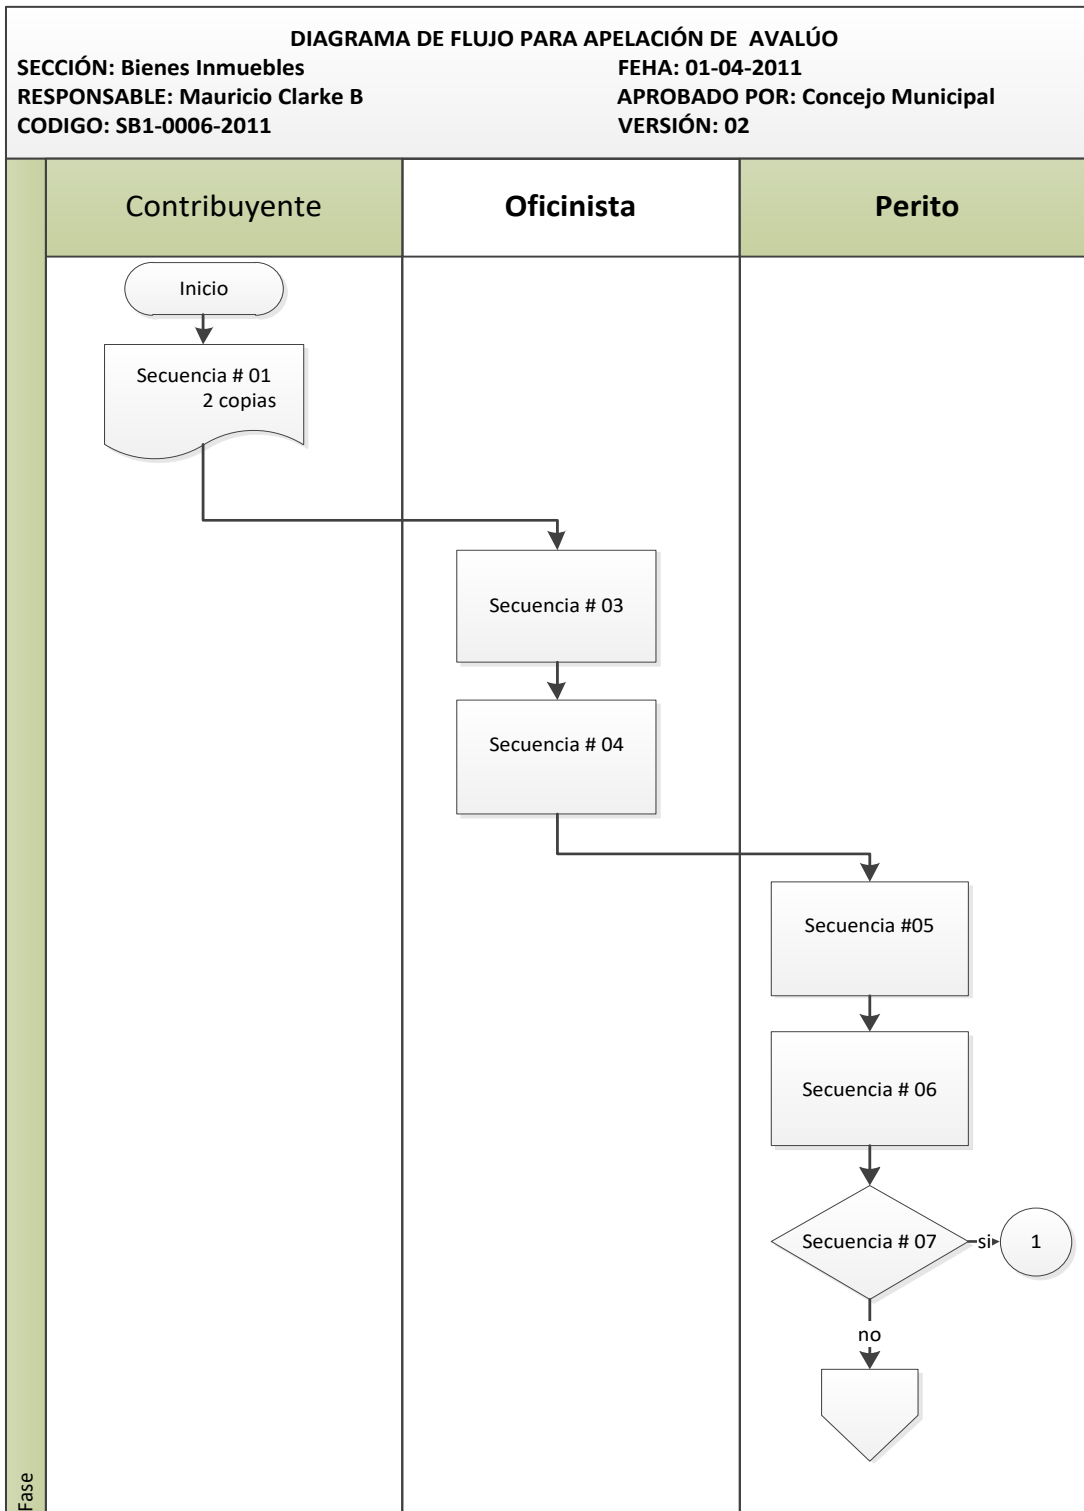 DIAGRAMA DE FLUJO PARA APELACIÓN DE AVALÚO
SECCIÓN: Bienes Inmuebles FEHA: 01-04-2011
RESPONSABLE: Mauricio Clarke B APROBADO POR: Concejo Municipal
CODIGO: SB1-0006-2011 VERSIÓN: 02
Contribuyente Oficinista Perito
Inicio
Secuencia # 01
2 copias
Secuencia # 03
Secuencia # 04
Secuencia #05
Secuencia # 06
Secuencia # 07 si 1
no
Fase